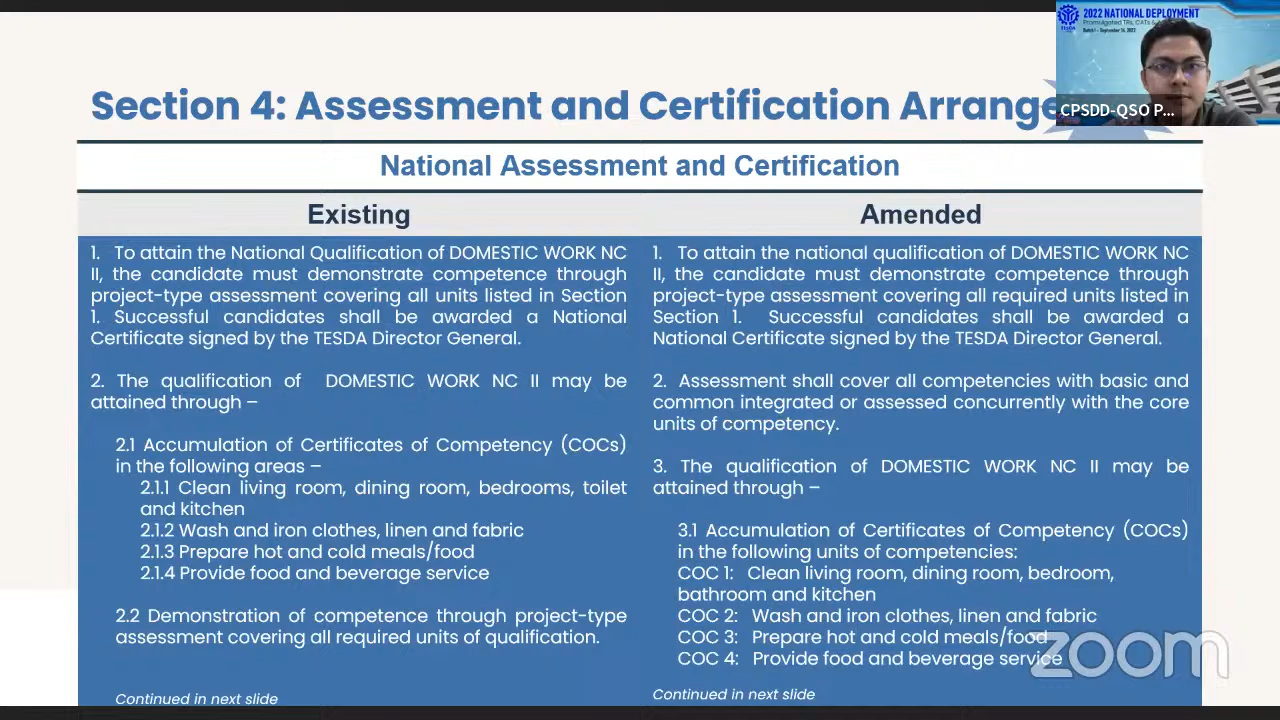 2022 NATIONAL DEPLOYMENT
TESDA
CPSDD-QSO P...
Section 4: Assessment and Certification Arrange
National Assessment and Certification
Existing
1. To attain the National Qualification of DOMESTIC WORK NC
II, the candidate must demonstrate competence through
project-type assessment covering all units listed in Section
1. Successful candidates shall be awarded a National
Certificate signed by the TESDA Director General.
2. The qualification of DOMESTIC WORK NC II may be
attained through –
2.1 Accumulation of Certificates of Competency (COCs)
in the following areas –
2.1.1 Clean living room, dining room, bedrooms, toilet
and kitchen
2.1.2 Wash and iron clothes, linen and fabric
2.1.3 Prepare hot and cold meals/food
2.1.4 Provide food and beverage service
2.2 Demonstration of competence through project-type
assessment covering all required units of qualification.
Continued in next slide
Amended
1. To attain the national qualification of DOMESTIC WORK NC
II, the candidate must demonstrate competence through
project-type assessment covering all required units listed in
Section 1. Successful candidates shall be awarded a
National Certificate signed by the TESDA Director General.
2. Assessment shall cover all competencies with basic and
common integrated or assessed concurrently with the core
units of competency.
3. The qualification of DOMESTIC WORK NC II may be
attained through –
3.1 Accumulation of Certificates of Competency (COCs)
in the following units of competencies:
COC 1: Clean living room, dining room, bedroom,
bathroom and kitchen
COC 2: Wash and iron clothes, linen and fabric
COC 3: Prepare hot and cold meals/food
COC 4: Provide food and beverage service
Continued in next slide
zoom